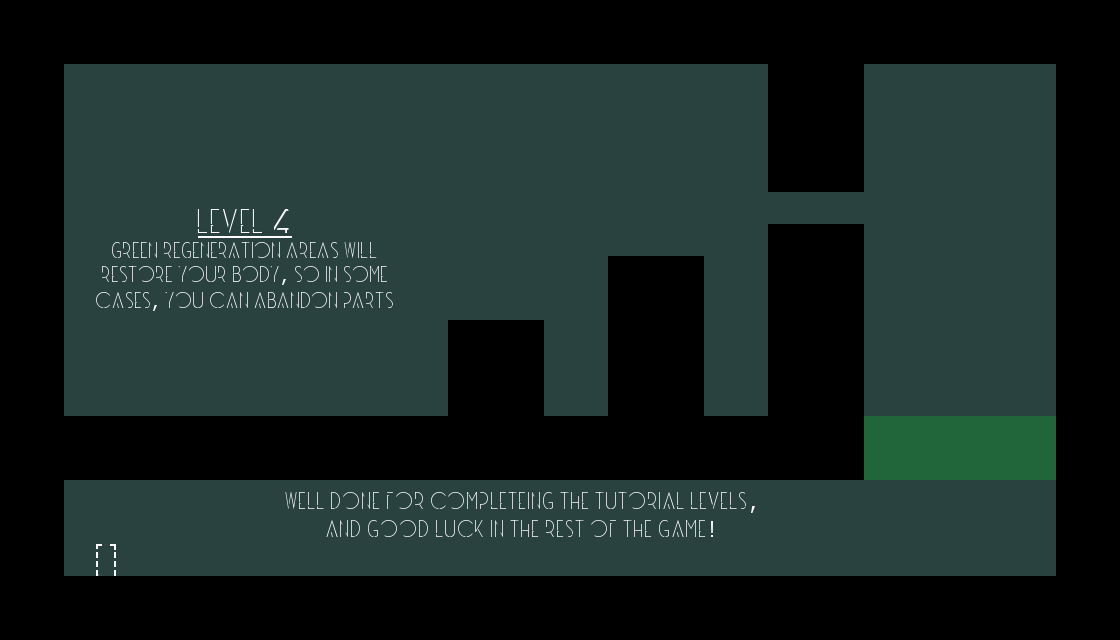 LEVEL 4
GREEN REGENERATION AREAS WILL
RESTORE YOUR BODY, SO IN SOME
CASES, YOU CAN ABANDON PARTS
WELL DONE FOR COMPLETEING THE TUTORIAL LEVELS,
AND GOOD LUCK IN THE REST OF THE GAME!